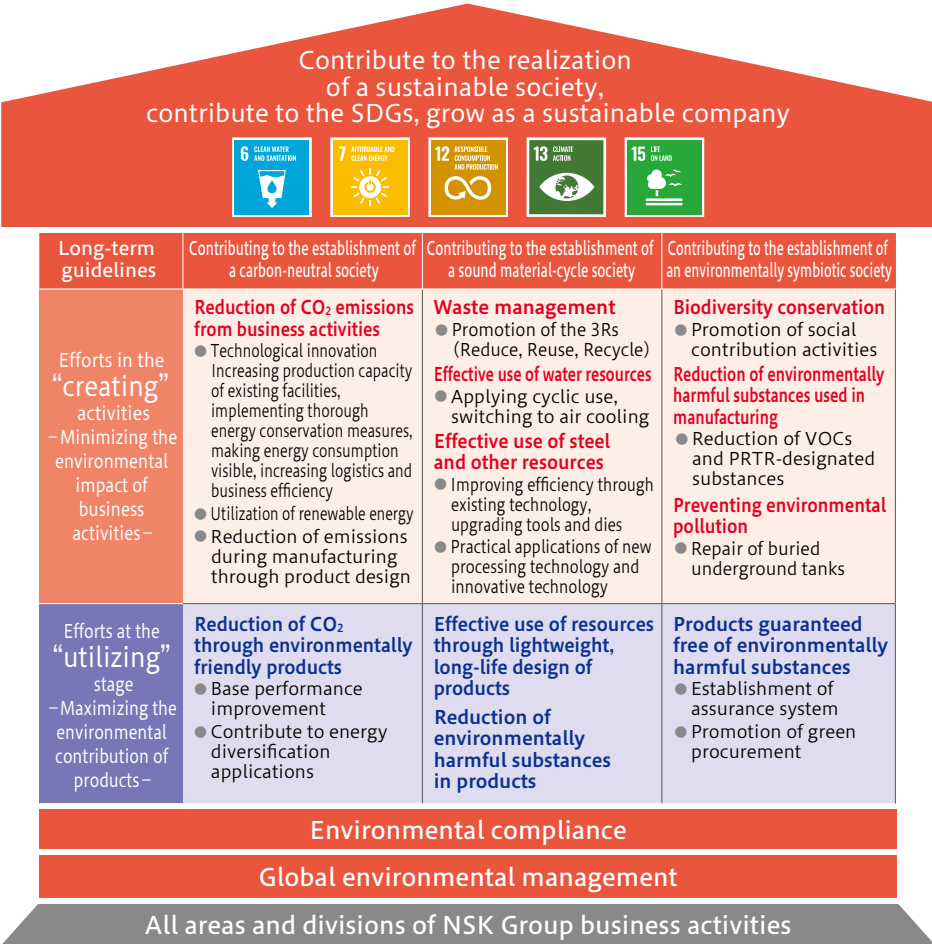 Contribute to the realization
of a sustainable society,
contribute to the SDGs, grow as a sustainable company
6 CLEAN WATER
AND SANITATION
7 AFFORDABLE AND
CLEAN ENERGY
12 RESPONSIBLE
CONSUMPTION
AND PRODUCTION
13 CLIMATE
ACTION
15 LIFE
ON LAND
Long-term
guidelines
Contributing to the establishment of
a carbon-neutral society
Contributing to the establishment of
a sound material-cycle society
Contributing to the establishment of
an environmentally symbiotic society
Efforts in the
“creating”
activities
–Minimizing the
environmental
impact of
business
activities–
Reduction of CO₂ emissions
from business activities
● Technological innovation
Increasing production capacity
of existing facilities,
implementing thorough
energy conservation measures,
making energy consumption
visible, increasing logistics and
business efficiency
● Utilization of renewable energy
● Reduction of emissions
during manufacturing
through product design
Waste management
● Promotion of the 3Rs
(Reduce, Reuse, Recycle)
Effective use of water resources
● Applying cyclic use,
switching to air cooling
Effective use of steel
and other resources
● Improving efficiency through
existing technology,
upgrading tools and dies
● Practical applications of new
processing technology and
innovative technology
Biodiversity conservation
● Promotion of social
contribution activities
Reduction of environmentally
harmful substances used in
manufacturing
● Reduction of VOCs
and PRTR-designated
substances
Preventing environmental
pollution
● Repair of buried
underground tanks
Efforts at the
“utilizing”
stage
–Maximizing the
environmental
contribution of
products–
Reduction of CO₂
through environmentally
friendly products
● Base performance
improvement
● Contribute to energy
diversification
applications
Effective use of resources
through lightweight,
long-life design of
products
Reduction of
environmentally
harmful substances
in products
Products guaranteed
free of environmentally
harmful substances
● Establishment of
assurance system
● Promotion of green
procurement
Environmental compliance
Global environmental management
All areas and divisions of NSK Group business activities